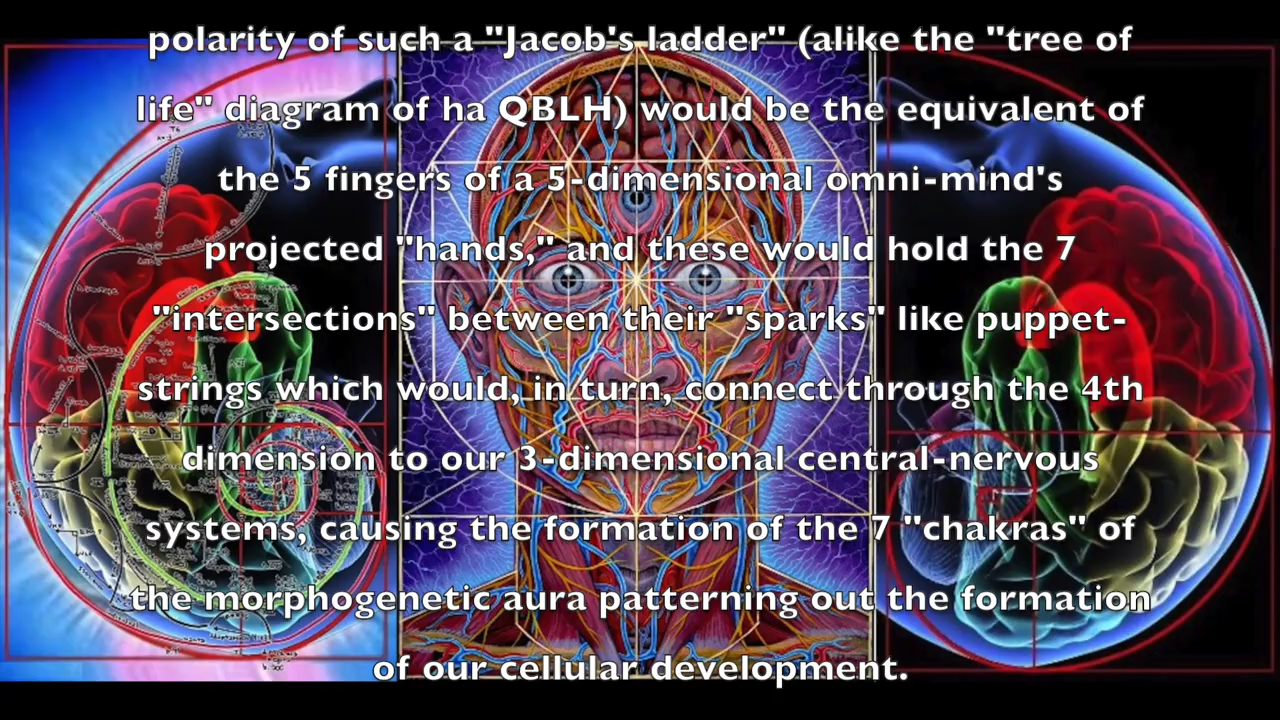 polarity of such a "Jacob's ladder" (alike the "tree of
life" diagram of ha QBLH) would be the equivalent of
the 5 fingers of a 5-dimensional omni-mind's
projected "hands," and these would hold the 7
"intersections" between their "sparks" like puppet-
strings which would, in turn, connect through the 4th
dimension to our 3-dimensional central-nervous
systems, causing the formation of the 7 "chakras" of
the morphogenetic aura patterning out the formation
of our cellular development.